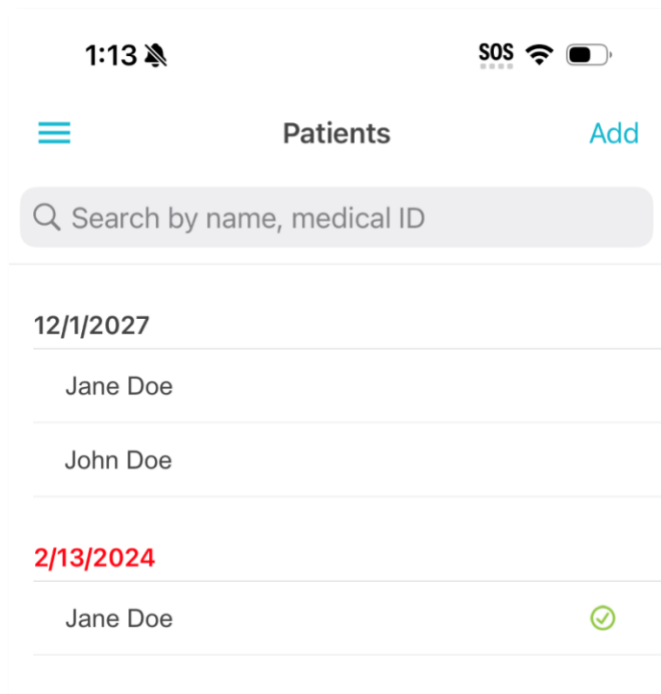 1:13 SOS
Patients Add
Search by name, medical ID
12/1/2027
Jane Doe
John Doe
2/13/2024
Jane Doe